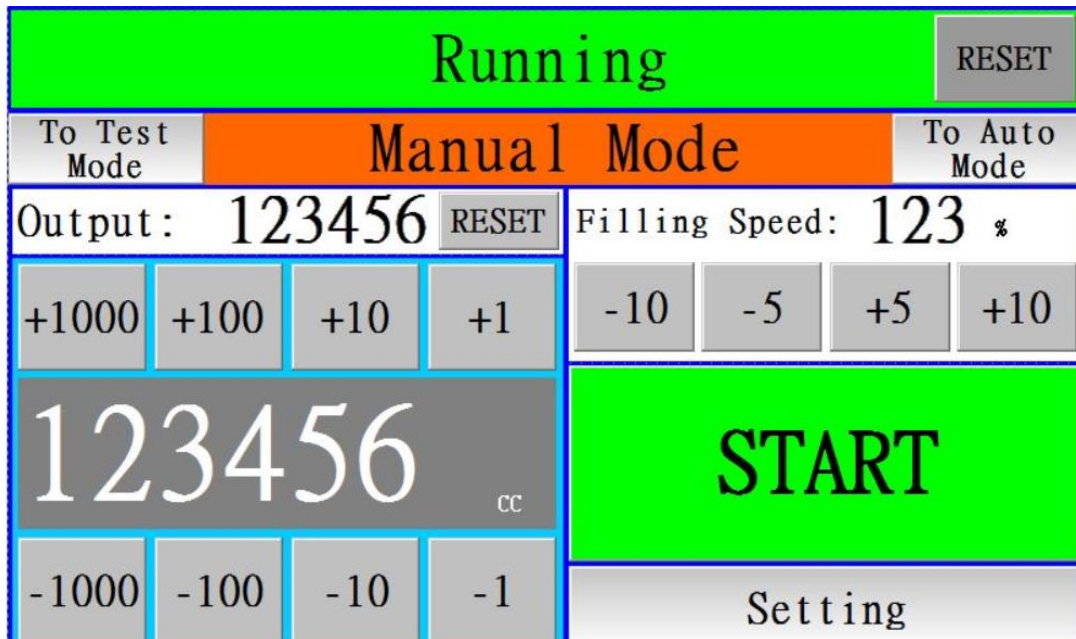 Running
RESET
To Test
Mode
Manual Mode
To Auto
Mode
Output: 123456 RESET
Filling Speed: 123 %
+1000 +100 +10 +1
-10 -5 +5 +10
123456 cc
START
-1000 -100 -10 -1
Setting